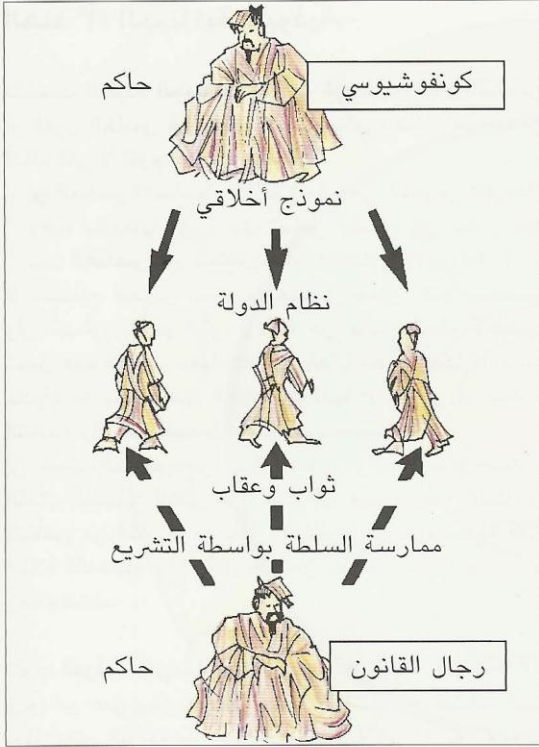 كونفوشيوسي
حاكم
نموذج أخلاقي
نظام الدولة
ثواب وعقاب
ممارسة السلطة بواسطة التشريع
رجال القانون
حاكم